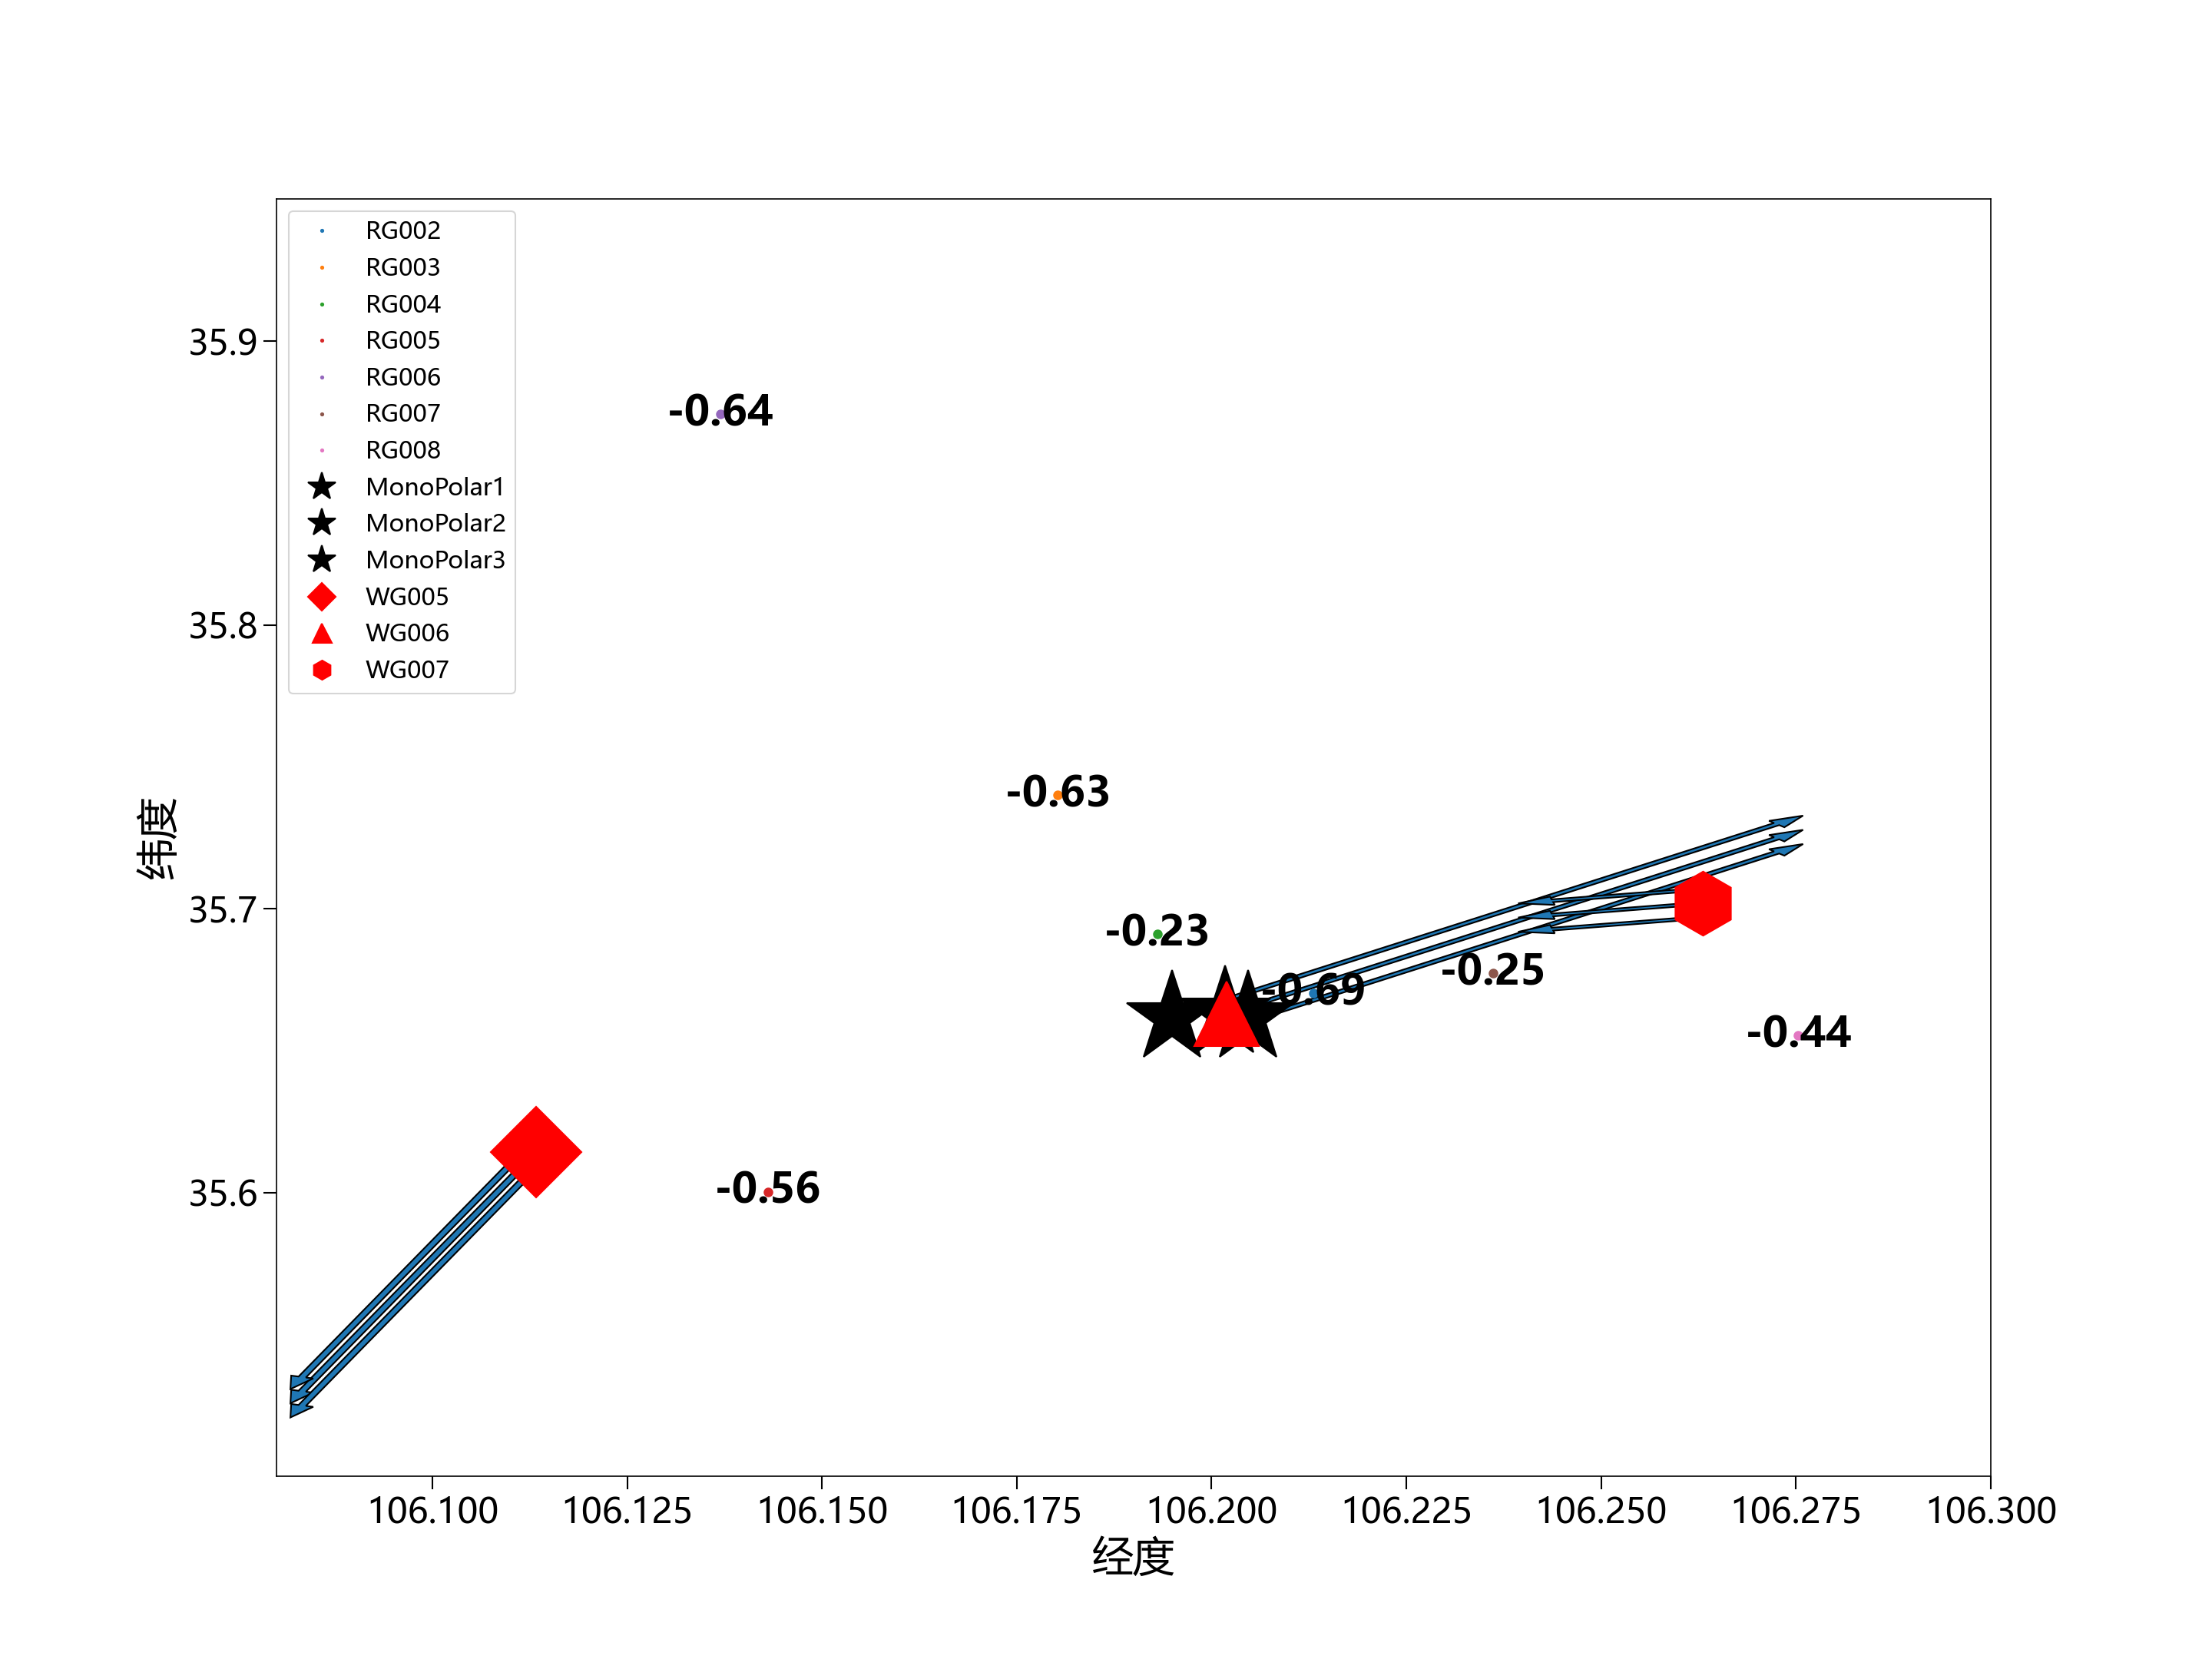 RG002
RG003
RG004
RG005
RG006
RG007
RG008
MonoPolar1
MonoPolar2
MonoPolar3
WG005
WG006
WG007
35.9
35.8
35.7
35.6
纬度
-0.64
-0.63
-0.23
-0.69
-0.25
-0.44
-0.56
106.100
106.125
106.150
106.175
106.200
106.225
106.250
106.275
106.300
经度